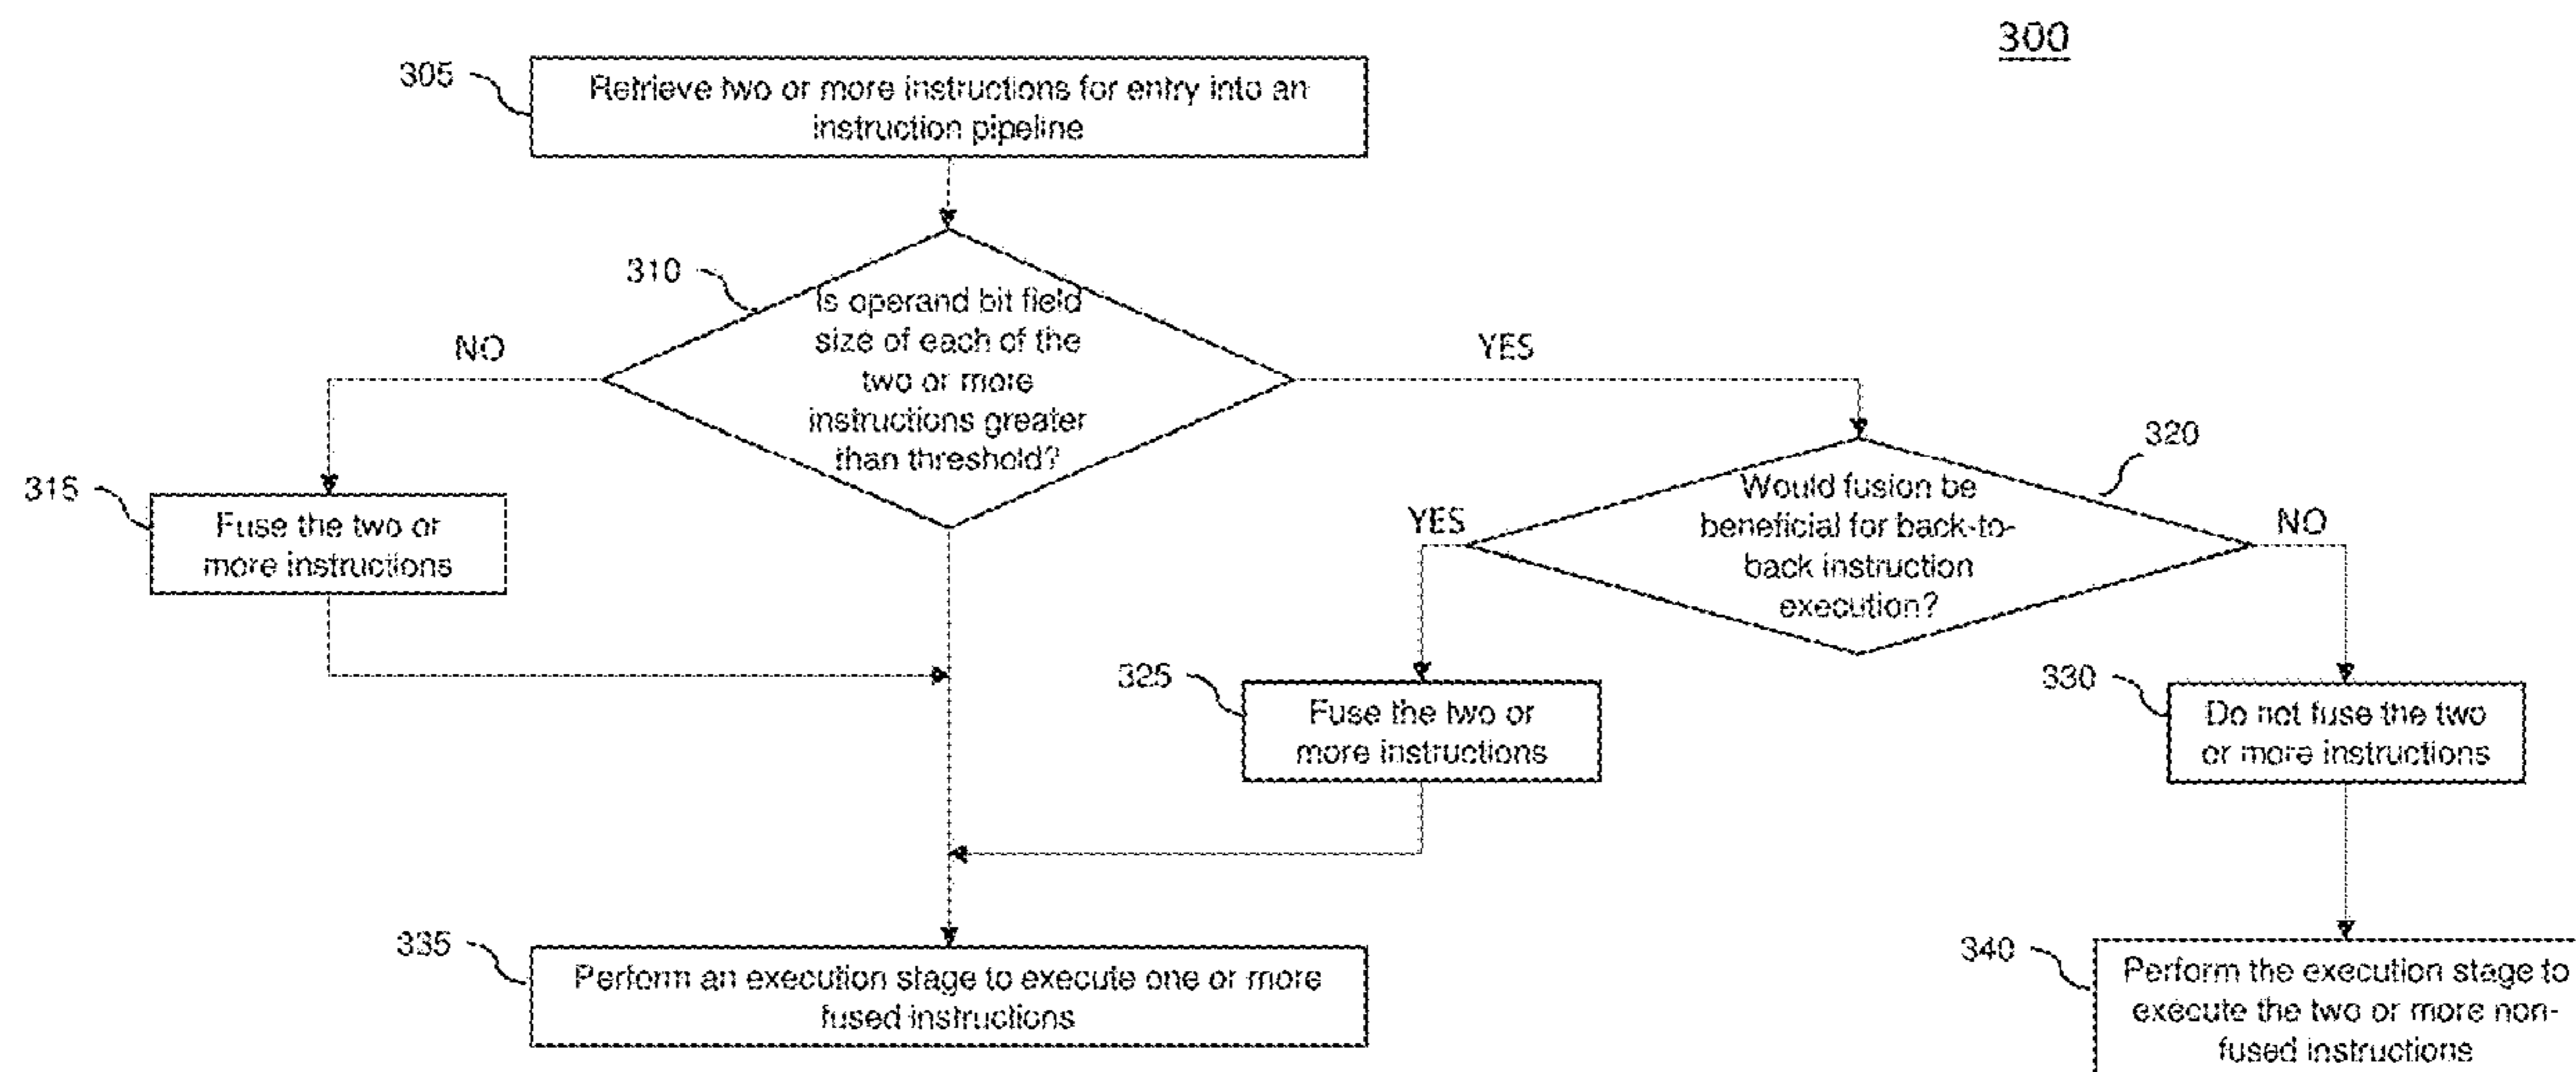 300
305
Retrieve two or more instructions for entry into an
instruction pipeline
310
Is operand bit field
size of each of the
two or more
instructions greater
than threshold?
NO
YES
315
Fuse the two or
more instructions
320
Would fusion be
beneficial for back-to-
back instruction
execution?
YES
NO
325
Fuse the two or
more instructions
330
Do not fuse the two
or more instructions
335
Perform an execution stage to execute one or more
fused instructions
340
Perform the execution stage to
execute the two or more non-
fused instructions